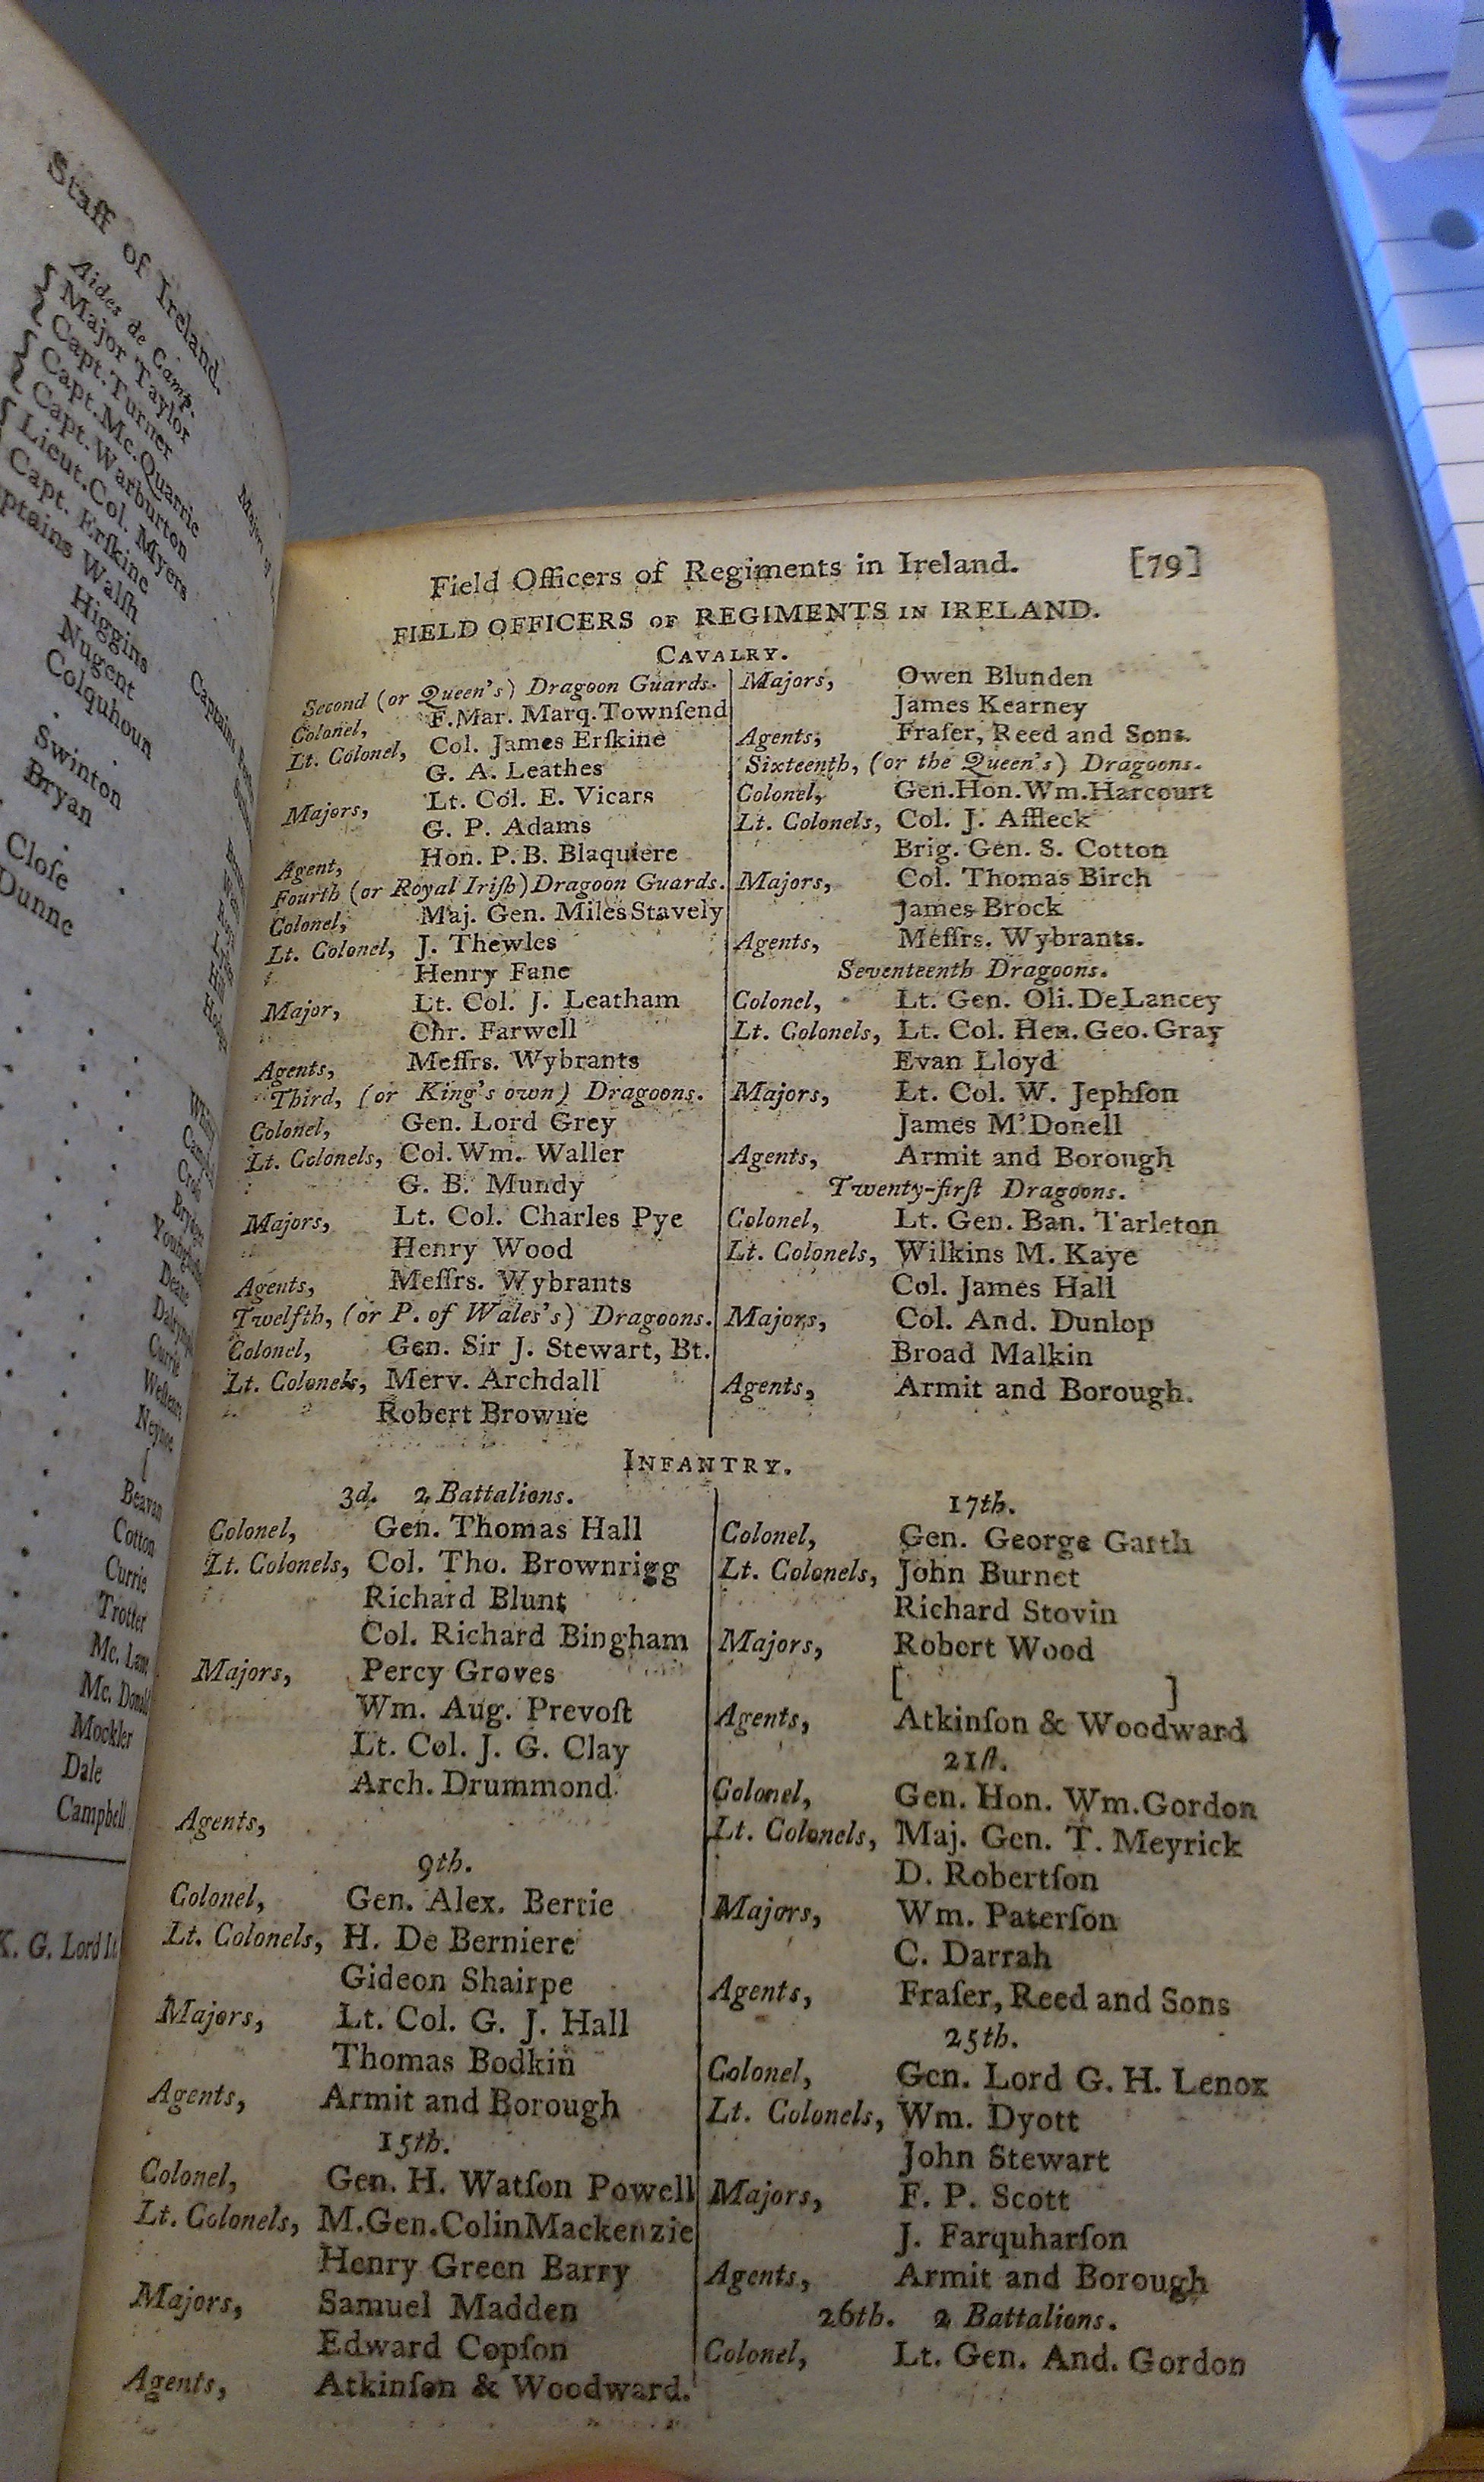 Staff of Ireland.
Aides de Camp.
Major Taylor
Capt. Turner
Capt. Mc. Quarrie
Capt. Warburton
Lieut. Col. Myers
Capt. Erſkine
Walſh
Higgins
Nugent
Colquhoun
Swinton
Bryan
Cloſe
Dunne
Beavan
Cotton
Currie
Trotter
Mockler
Dale
Campbell
K. G. Lord Lt
Field Officers of Regiments in Ireland. [79]
FIELD OFFICERS OF REGIMENTS IN IRELAND.
CAVALRY.
Second (or Queen's) Dragoon Guards.
Colonel, F. Mar. Marq. Townſend
Lt. Colonel, Col. James Erſkine
G. A. Leathes
Majors, Lt. Col. E. Vicars
G. P. Adams
Hon. P. B. Blaquiere
Agent,
Fourth (or Royal Iriſh) Dragoon Guards.
Colonel, Maj. Gen. Miles Stavely
Lt. Colonel, J. Thewles
Henry Fane
Major, Lt. Col. J. Leatham
Chr. Farwell
Agents, Meſſrs. Wybrants
Third, (or King's own) Dragoons.
Colonel, Gen. Lord Grey
Lt. Colonels, Col. Wm. Waller
G. B. Mundy
Majors, Lt. Col. Charles Pye
Henry Wood
Agents, Meſſrs. Wybrants
Twelfth, (or P. of Wales's) Dragoons.
Colonel, Gen. Sir J. Stewart, Bt.
Lt. Colonels, Merv. Archdall
Robert Browne
Majors, Owen Blunden
James Kearney
Agents, Fraſer, Reed and Sons.
Sixteenth, (or the Queen's) Dragoons.
Colonel, Gen. Hon. Wm. Harcourt
Lt. Colonels, Col. J. Affleck
Brig. Gen. S. Cotton
Majors, Col. Thomas Birch
James Brock
Agents, Meſſrs. Wybrants.
Seventeenth Dragoons.
Colonel, Lt. Gen. Oli. De Lancey
Lt. Colonels, Lt. Col. Hen. Geo. Gray
Evan Lloyd
Majors, Lt. Col. W. Jephſon
James M'Donell
Agents, Armit and Borough
Twenty-firſt Dragoons.
Colonel, Lt. Gen. Ban. Tarleton
Lt. Colonels, Wilkins M. Kaye
Col. James Hall
Majors, Col. And. Dunlop
Broad Malkin
Agents, Armit and Borough.
INFANTRY.
3d. 2 Battalions.
Colonel, Gen. Thomas Hall
Lt. Colonels, Col. Tho. Brownrigg
Richard Blunt
Col. Richard Bingham
Majors, Percy Groves
Wm. Aug. Prevoſt
Lt. Col. J. G. Clay
Arch. Drummond
Agents,
9th.
Colonel, Gen. Alex. Bertie
Lt. Colonels, H. De Berniere
Gideon Shairpe
Majors, Lt. Col. G. J. Hall
Thomas Bodkin
Agents, Armit and Borough
15th.
Colonel, Gen. H. Watſon Powell
Lt. Colonels, M. Gen. Colin Mackenzie
Henry Green Barry
Majors, Samuel Madden
Edward Copſon
Agents, Atkinſon & Woodward.
17th.
Colonel, Gen. George Garth
Lt. Colonels, John Burnet
Richard Stovin
Majors, Robert Wood
[ ]
Agents, Atkinſon & Woodward
21ſt.
Colonel, Gen. Hon. Wm. Gordon
Lt. Colonels, Maj. Gen. T. Meyrick
D. Robertſon
Majors, Wm. Paterſon
C. Darrah
Agents, Fraſer, Reed and Sons
25th.
Colonel, Gen. Lord G. H. Lenox
Lt. Colonels, Wm. Dyott
John Stewart
Majors, F. P. Scott
J. Farquharſon
Agents, Armit and Borough
26th. 2 Battalions.
Colonel, Lt. Gen. And. Gordon